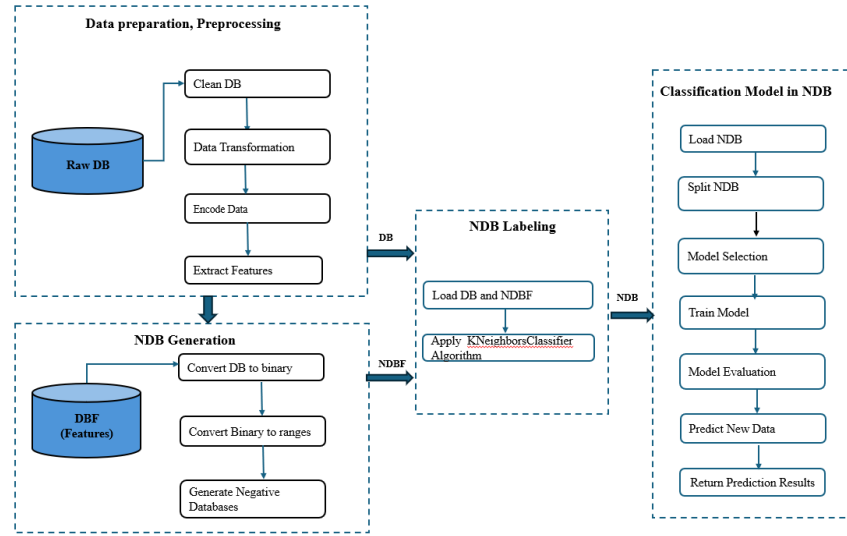 Data preparation, Preprocessing
Clean DB
Raw DB
Data Transformation
Encode Data
Extract Features
NDB Generation
Convert DB to binary
DBF
(Features)
Convert Binary to ranges
Generate Negative
Databases
DB
NDBF
NDB Labeling
Load DB and NDBF
Apply KNeighborsClassifier
Algorithm
NDB
Classification Model in NDB
Load NDB
Split NDB
Model Selection
Train Model
Model Evaluation
Predict New Data
Return Prediction Results